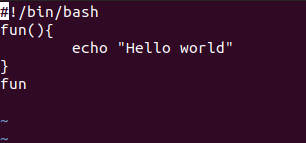 #!/bin/bash
fun(){
        echo "Hello world"
}
fun
~
~